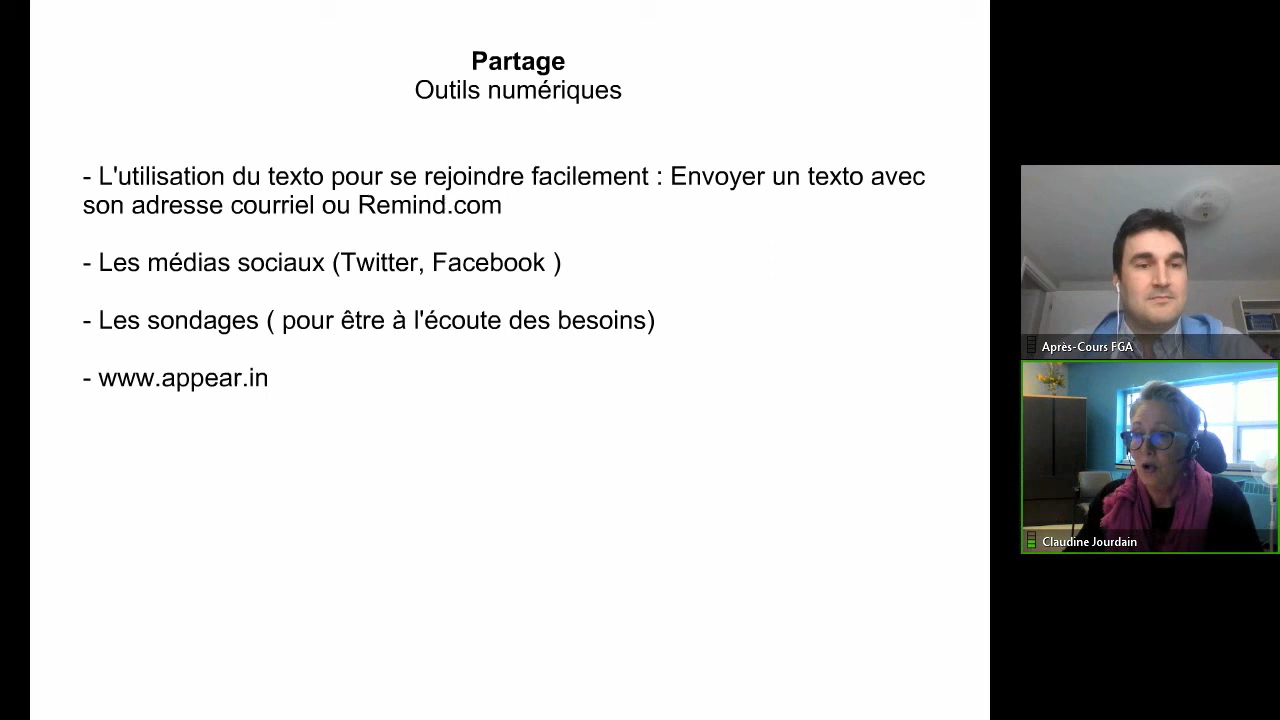 Partage
Outils numériques
- L'utilisation du texto pour se rejoindre facilement : Envoyer un texto avec
son adresse courriel ou Remind.com
- Les médias sociaux (Twitter, Facebook )
- Les sondages ( pour être à l'écoute des besoins)
- www.appear.in
Après-Cours FGA
Claudine Jourdain